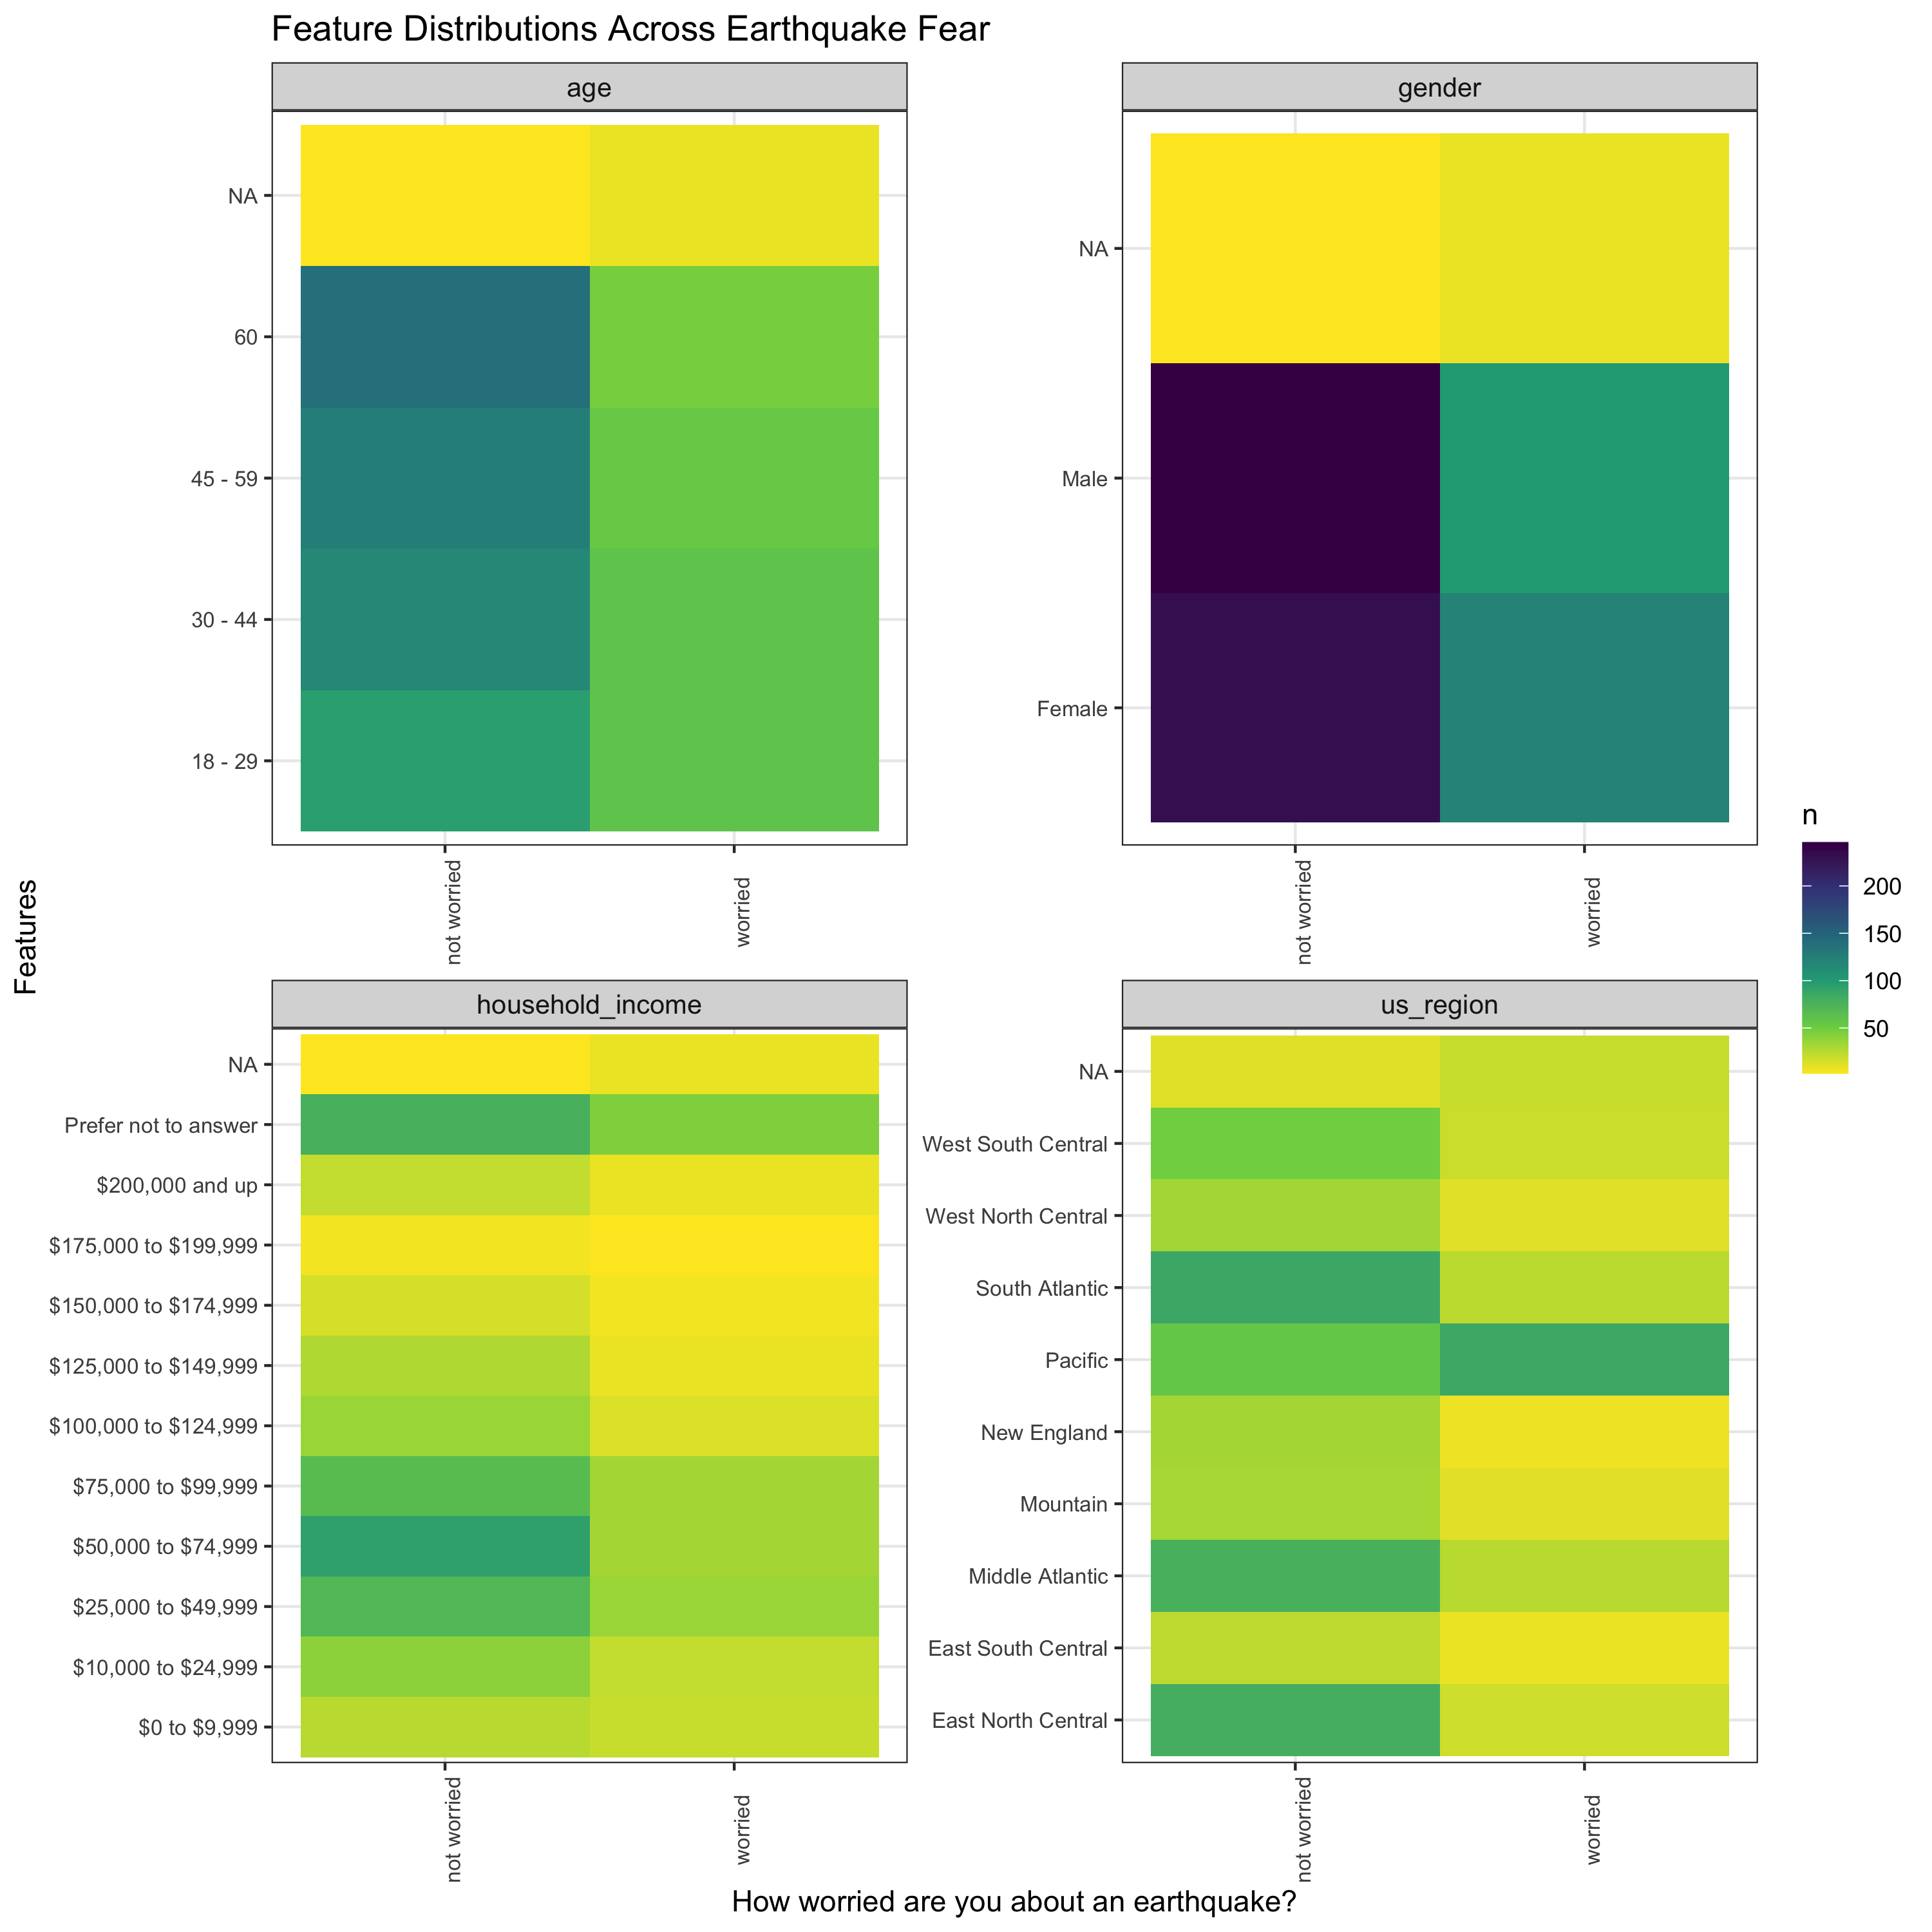 Feature Distributions Across Earthquake Fear
age
NA
60
45 - 59
30 - 44
18 - 29
not worried
worried
gender
NA
Male
Female
not worried
worried
Features
household_income
NA
Prefer not to answer
$200,000 and up
$175,000 to $199,999
$150,000 to $174,999
$125,000 to $149,999
$100,000 to $124,999
$75,000 to $99,999
$50,000 to $74,999
$25,000 to $49,999
$10,000 to $24,999
$0 to $9,999
not worried
worried
us_region
NA
West South Central
West North Central
South Atlantic
Pacific
New England
Mountain
Middle Atlantic
East South Central
East North Central
not worried
worried
How worried are you about an earthquake?
n
200
150
100
50